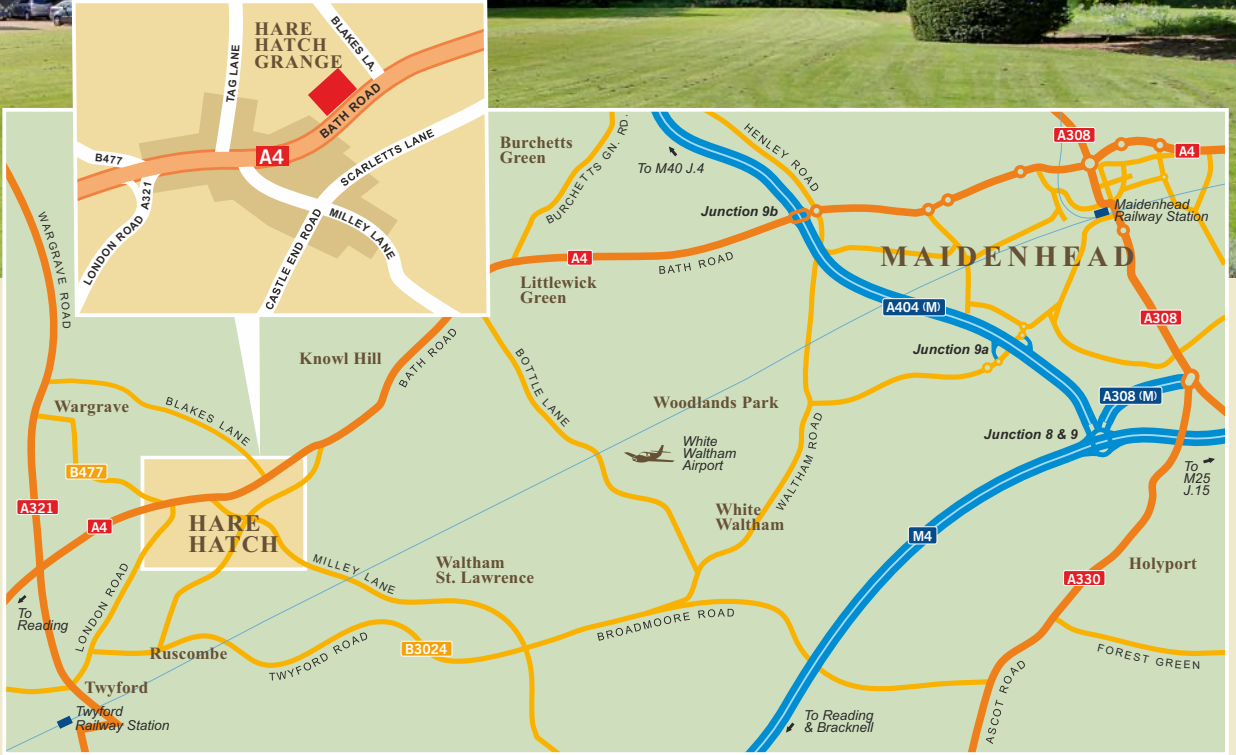 HARE
HATCH
GRANGE
BLAKES LA.
TAG LANE
BATH ROAD
A4
SCARLETTS LANE
B477
A321
LONDON ROAD
CASTLE END ROAD
MILLEY LANE
Burchetts
Green
BURCHETTS GN. RD.
To M40 J.4
HENLEY ROAD
A308
A4
Junction 9b
Maidenhead
Railway Station
MAIDENHEAD
A4
BATH ROAD
Littlewick
Green
WARGRAVE ROAD
A404 (M)
A308
Junction 9a
Knowl Hill
BATH ROAD
BOTTLE LANE
Wargrave
BLAKES LANE
Woodlands Park
A308 (M)
Junction 8 & 9
White
Waltham
Airport
WALTHAM ROAD
To
M25
J.15
B477
A321
A4
HARE
HATCH
White
Waltham
M4
MILLEY LANE
Waltham
St. Lawrence
Holyport
A330
To
Reading
LONDON ROAD
BROADMOORE ROAD
Ruscombe
TWYFORD ROAD
B3024
FOREST GREEN
Twyford
Twyford
Railway Station
ASCOT ROAD
To Reading
& Bracknell